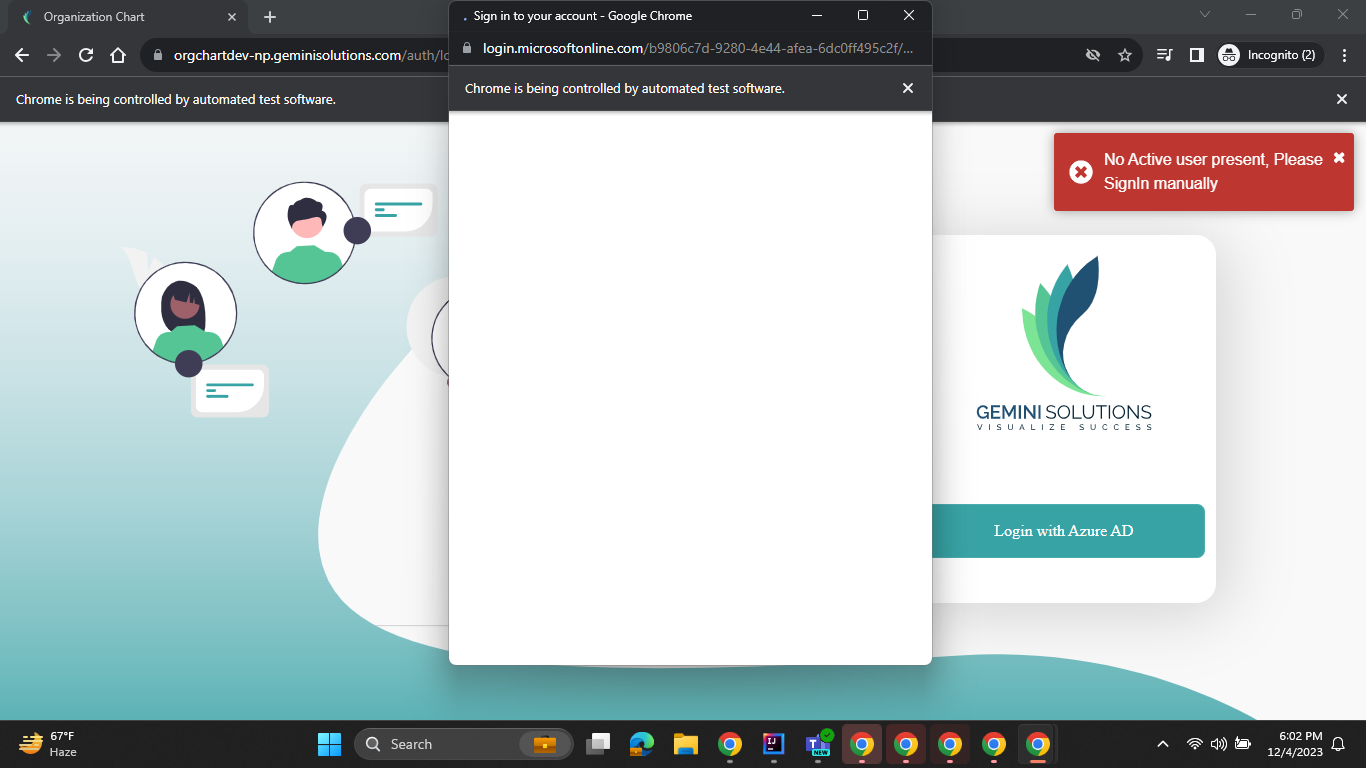 Organization Chart
Sign in to your account - Google Chrome
orgchartdev-np.geminisolutions.com/auth/lo
login.microsoftonline.com/b9806c7d-9280-4e44-afea-6dc0ff495c2f/...
Incognito (2)
Chrome is being controlled by automated test software.
Chrome is being controlled by automated test software.
No Active user present, Please
SignIn manually
GEMINI SOLUTIONS
VISUALIZE SUCCESS
Login with Azure AD
67°F
Haze
Search
IJ
T
NEW
6:02 PM
12/4/2023